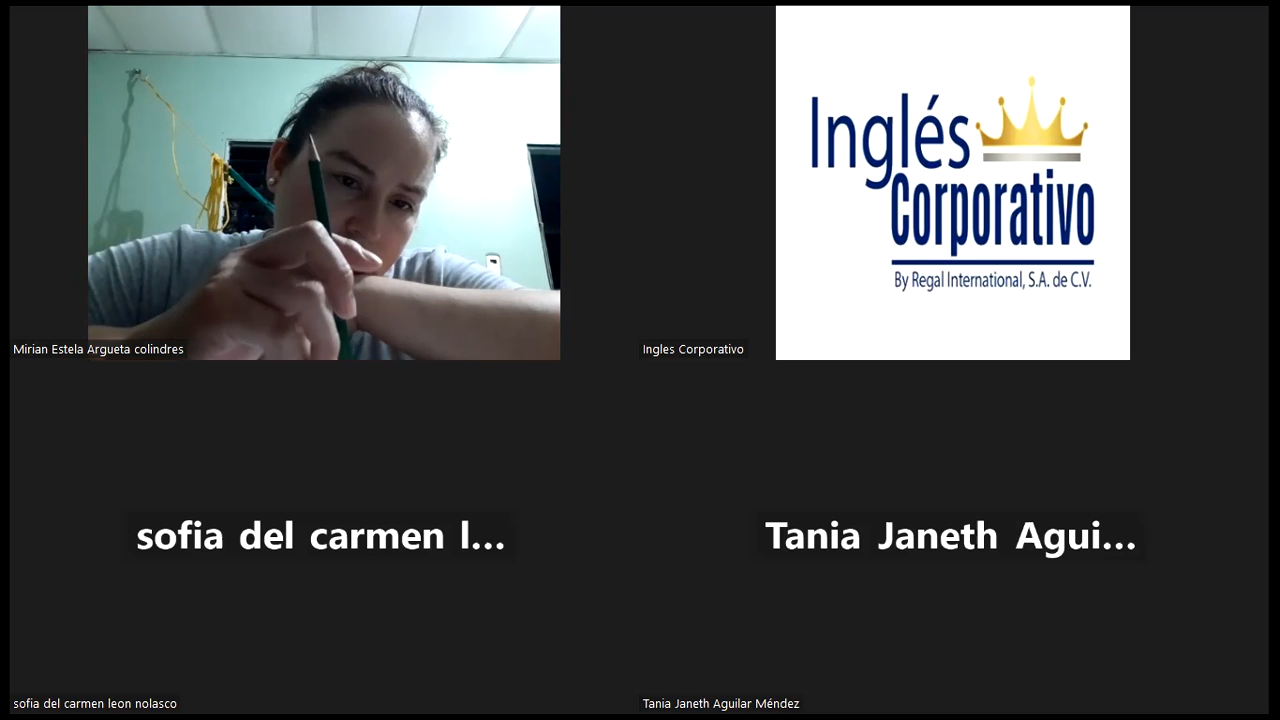 Inglés
Corporativo
By Regal International, S.A. de C.V.
Mirian Estela Argueta colindres
Ingles Corporativo
sofia del carmen l...
Tania Janeth Agui...
sofia del carmen leon nolasco
Tania Janeth Aguilar Méndez